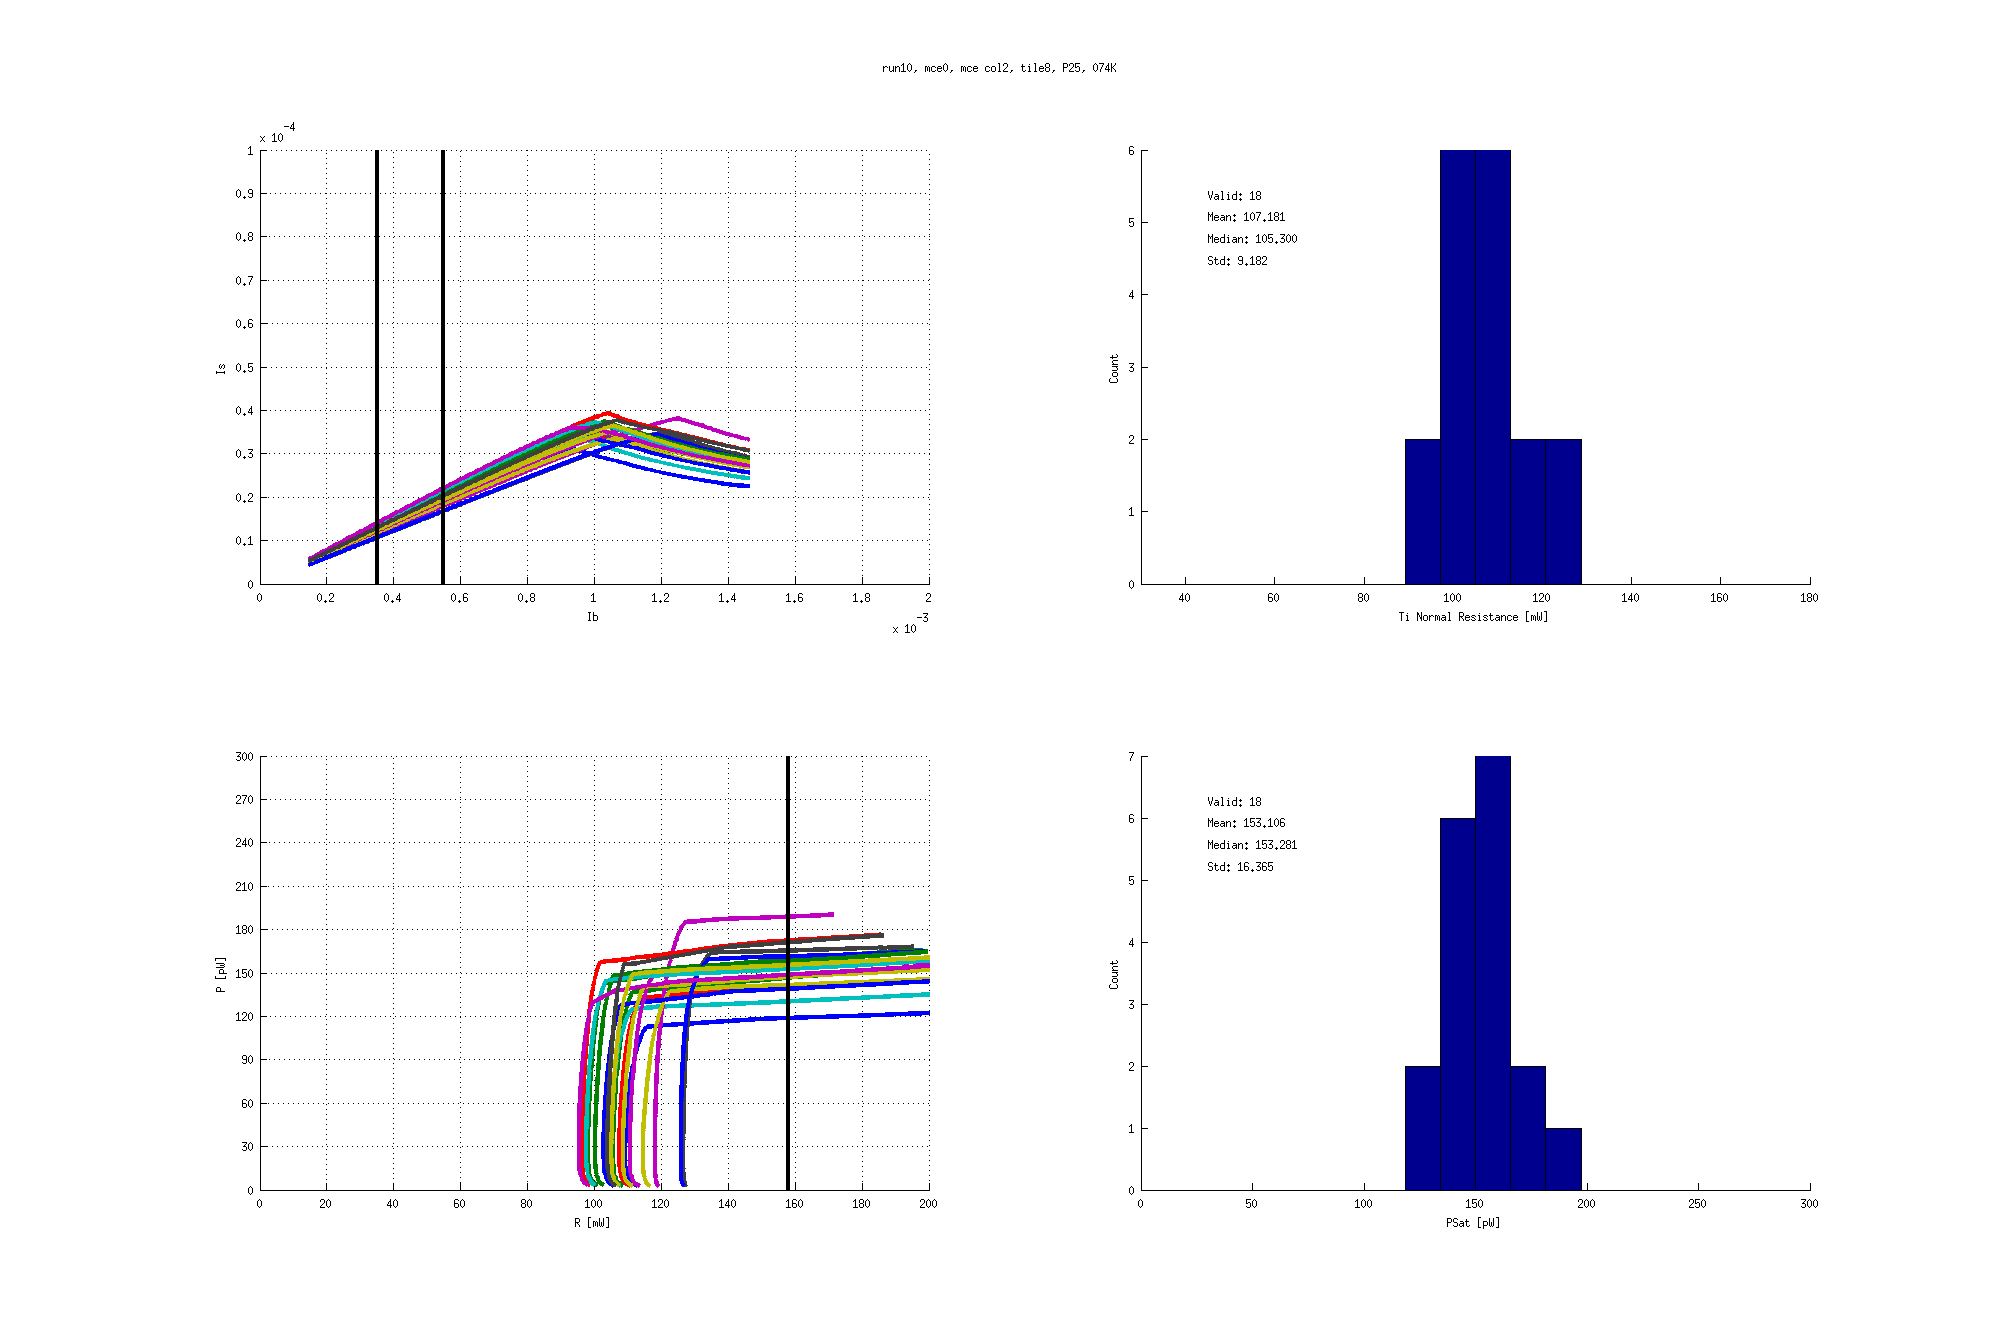 run10, mce0, mce col2, tile8, P25, 074K
x 10
-4
1
0.9
0.8
0.7
0.6
0.5
0.4
0.3
0.2
0.1
0
Is
0 0.2 0.4 0.6 0.8 1 1.2 1.4 1.6 1.8 2
Ib
x 10
-3
6
5
4
3
2
1
0
Count
Valid: 18
Mean: 107.181
Median: 105.300
Std: 9.182
40 60 80 100 120 140 160 180
Ti Normal Resistance [mW]
300
270
240
210
180
150
120
90
60
30
0
P [pW]
0 20 40 60 80 100 120 140 160 180 200
R [mW]
7
6
5
4
3
2
1
0
Count
Valid: 18
Mean: 153.106
Median: 153.281
Std: 16.365
0 50 100 150 200 250 300
PSat [pW]